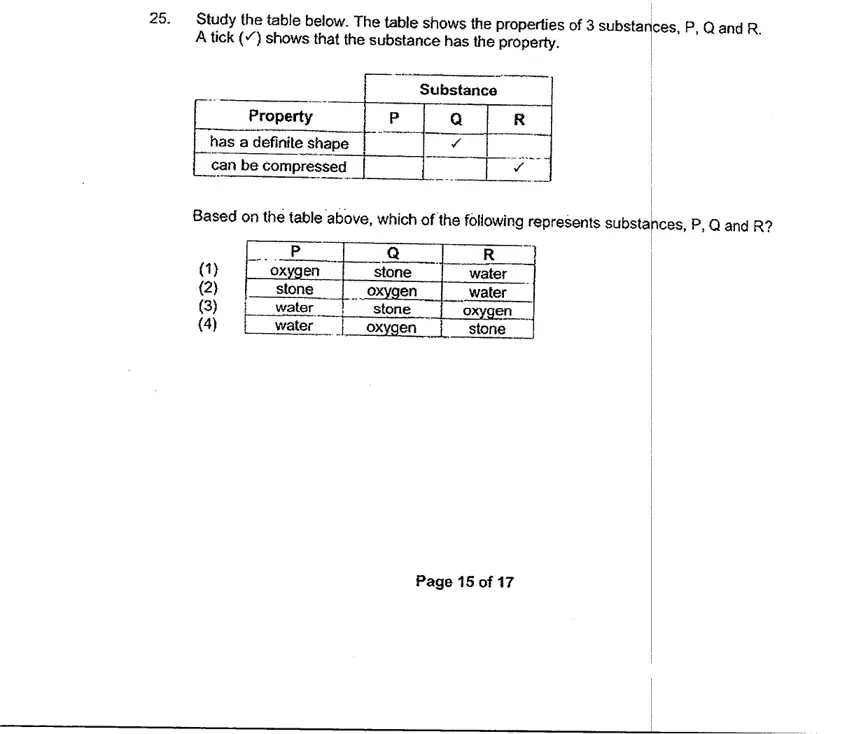 25. Study the table below. The table shows the properties of 3 substances, P, Q and R.
A tick (✓) shows that the substance has the property.
Substance
Property P Q R
has a definite shape ✓
can be compressed ✓
Based on the table above, which of the following represents substances, P, Q and R?
P Q R
(1) oxygen stone water
(2) stone oxygen water
(3) water stone oxygen
(4) water oxygen stone
Page 15 of 17